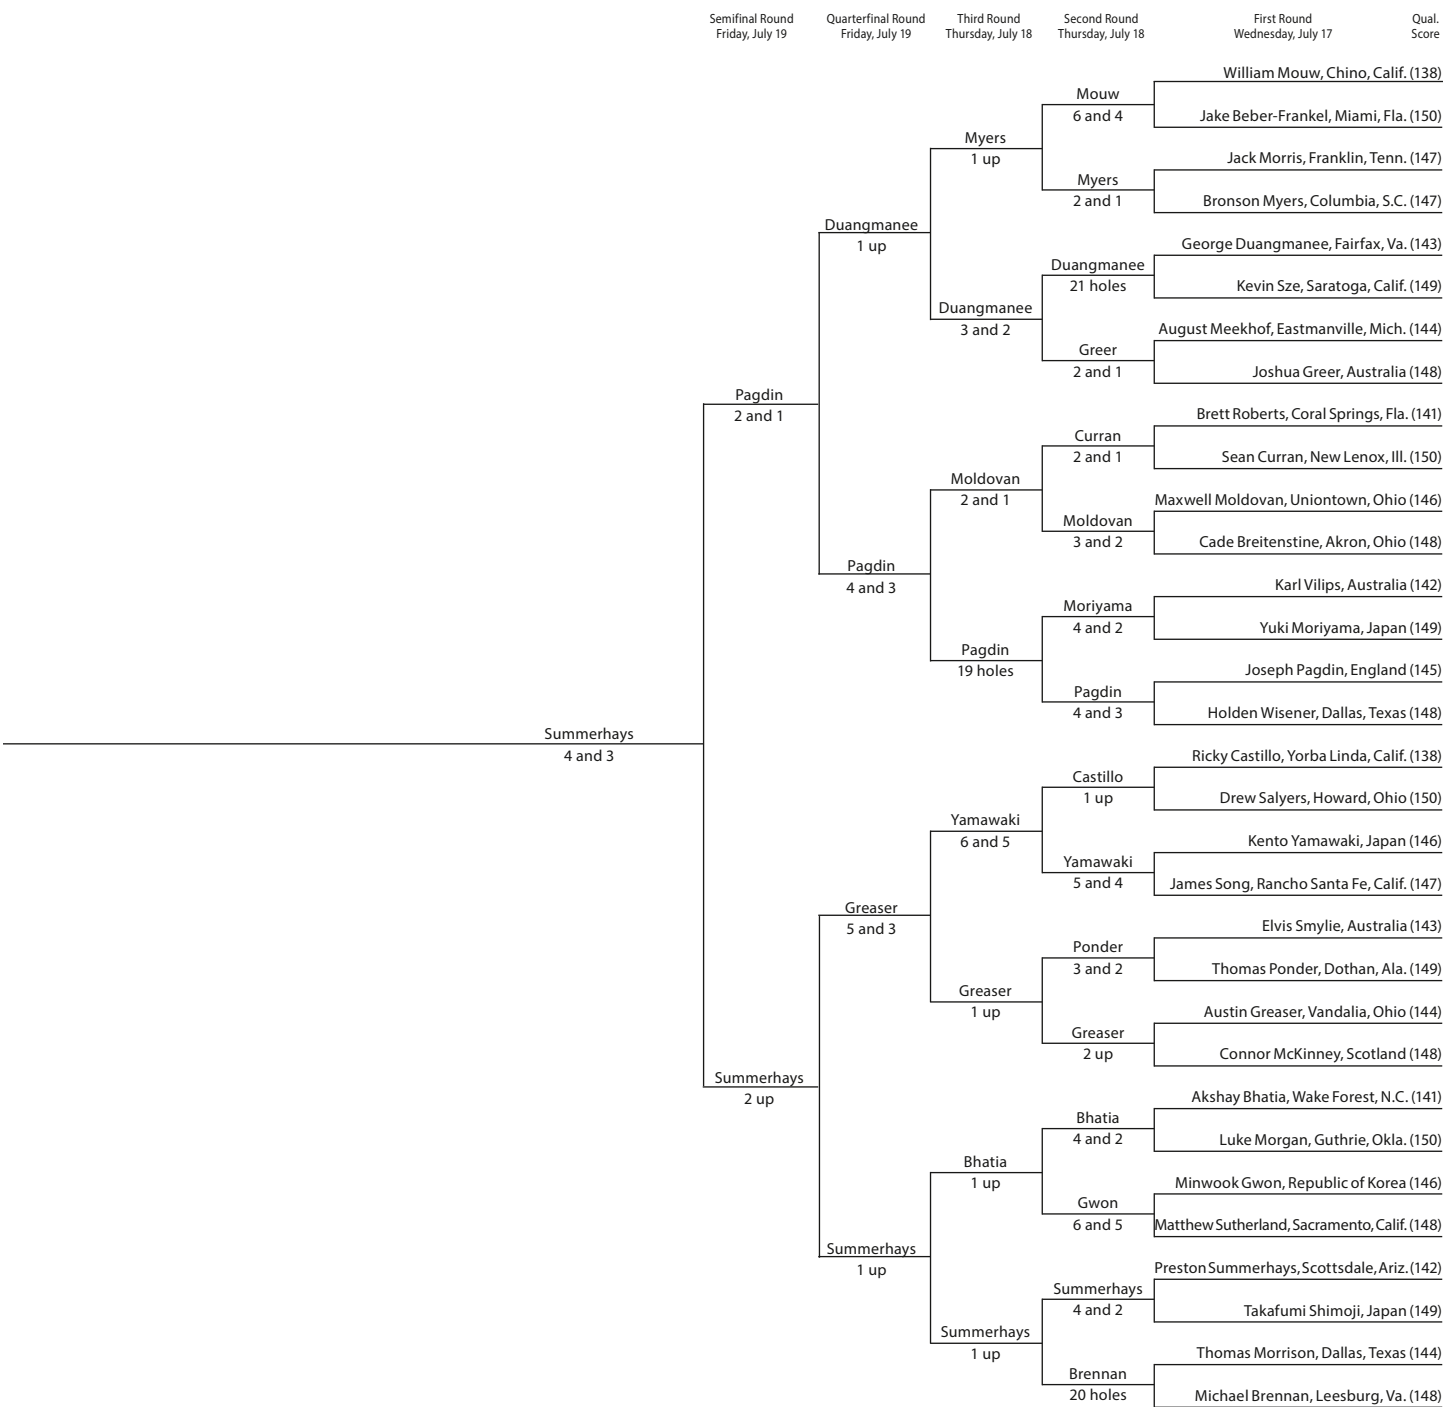 Semifinal Round
Friday, July 19
Quarterfinal Round
Friday, July 19
Third Round
Thursday, July 18
Second Round
Thursday, July 18
First Round
Wednesday, July 17
Qual.
Score
William Mouw, Chino, Calif. (138)
Mouw
6 and 4
Jake Beber-Frankel, Miami, Fla. (150)
Myers
1 up
Jack Morris, Franklin, Tenn. (147)
Myers
2 and 1
Bronson Myers, Columbia, S.C. (147)
Duangmanee
1 up
George Duangmanee, Fairfax, Va. (143)
Duangmanee
21 holes
Kevin Sze, Saratoga, Calif. (149)
Duangmanee
3 and 2
August Meekhof, Eastmanville, Mich. (144)
Greer
2 and 1
Joshua Greer, Australia (148)
Pagdin
2 and 1
Brett Roberts, Coral Springs, Fla. (141)
Curran
2 and 1
Sean Curran, New Lenox, Ill. (150)
Moldovan
2 and 1
Maxwell Moldovan, Uniontown, Ohio (146)
Moldovan
3 and 2
Cade Breitenstine, Akron, Ohio (148)
Pagdin
4 and 3
Karl Vilips, Australia (142)
Moriyama
4 and 2
Yuki Moriyama, Japan (149)
Pagdin
19 holes
Joseph Pagdin, England (145)
Pagdin
4 and 3
Holden Wisener, Dallas, Texas (148)
Summerhays
4 and 3
Ricky Castillo, Yorba Linda, Calif. (138)
Castillo
1 up
Drew Salyers, Howard, Ohio (150)
Yamawaki
6 and 5
Kento Yamawaki, Japan (146)
Yamawaki
5 and 4
James Song, Rancho Santa Fe, Calif. (147)
Greaser
5 and 3
Elvis Smylie, Australia (143)
Ponder
3 and 2
Thomas Ponder, Dothan, Ala. (149)
Greaser
1 up
Austin Greaser, Vandalia, Ohio (144)
Greaser
2 up
Connor McKinney, Scotland (148)
Summerhays
2 up
Akshay Bhatia, Wake Forest, N.C. (141)
Bhatia
4 and 2
Luke Morgan, Guthrie, Okla. (150)
Bhatia
1 up
Minwook Gwon, Republic of Korea (146)
Gwon
6 and 5
Matthew Sutherland, Sacramento, Calif. (148)
Summerhays
1 up
Preston Summerhays, Scottsdale, Ariz. (142)
Summerhays
4 and 2
Takafumi Shimoji, Japan (149)
Summerhays
1 up
Thomas Morrison, Dallas, Texas (144)
Brennan
20 holes
Michael Brennan, Leesburg, Va. (148)